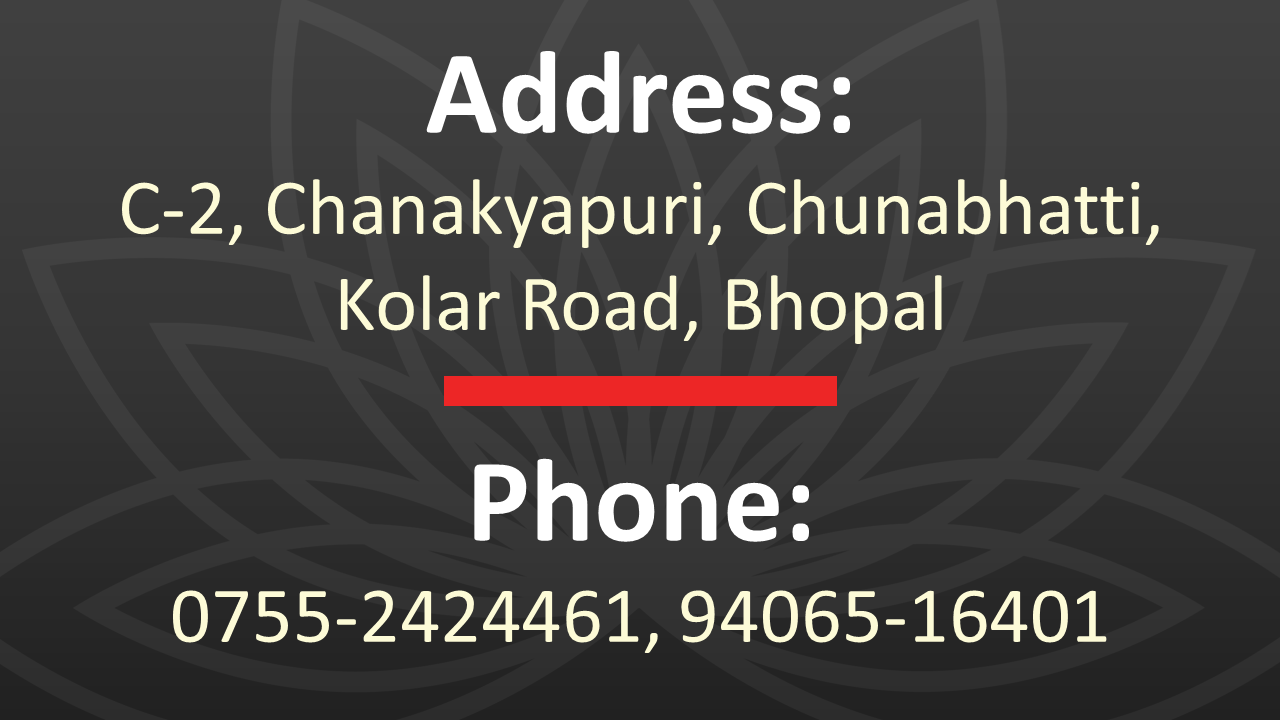 Address:
C-2, Chanakyapuri, Chunabhatti,
Kolar Road, Bhopal
Phone:
0755-2424461, 94065-16401